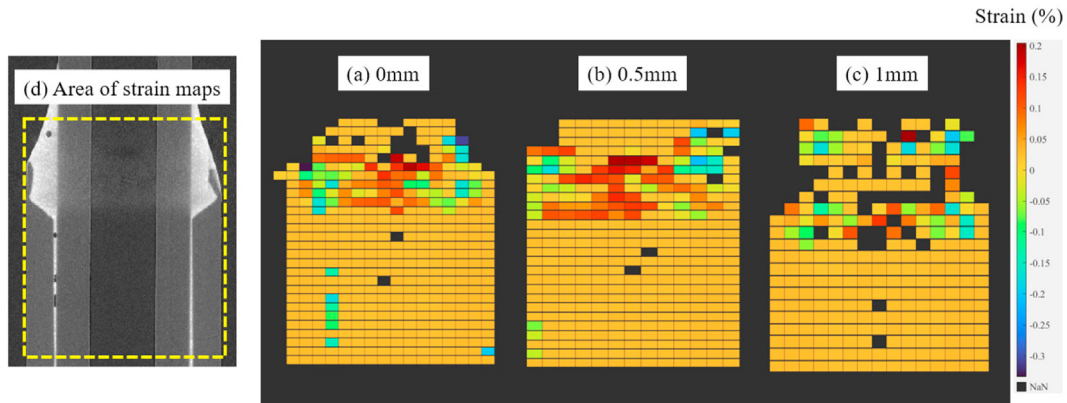 Strain (%)
(d) Area of strain maps
(a) 0mm
(b) 0.5mm
(c) 1mm
0.2
0.15
0.1
0.05
0
-0.05
-0.1
-0.15
-0.2
-0.25
-0.3
NaN